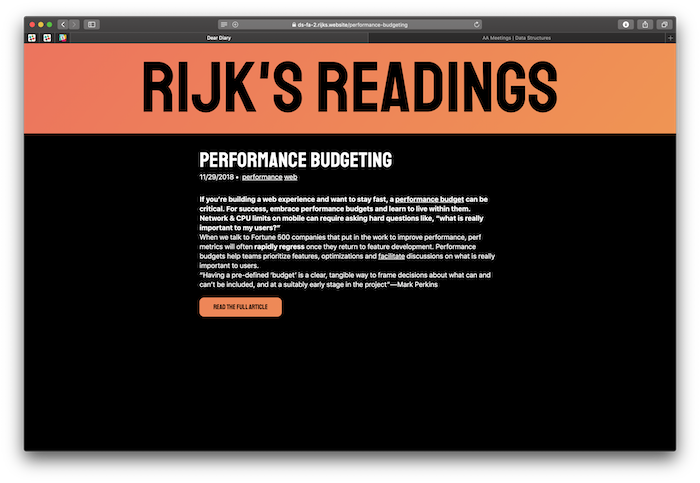 ds-fa-2.rijks.website/performance-budgeting
Dear Diary
AA Meetings | Data Structures
RIJK'S READINGS
PERFORMANCE BUDGETING
11/29/2018 • performance web
If you're building a web experience and want to stay fast, a performance budget can be
critical. For success, embrace performance budgets and learn to live within them.
Network & CPU limits on mobile can require asking hard questions like, “what is really
important to my users?”
When we talk to Fortune 500 companies that put in the work to improve performance, perf
metrics will often rapidly regress once they return to feature development. Performance
budgets help teams prioritize features, optimizations and facilitate discussions on what is really
important to users.
“Having a pre-defined ‘budget’ is a clear, tangible way to frame decisions about what can and
can’t be included, and at a suitably early stage in the project”—Mark Perkins
READ THE FULL ARTICLE